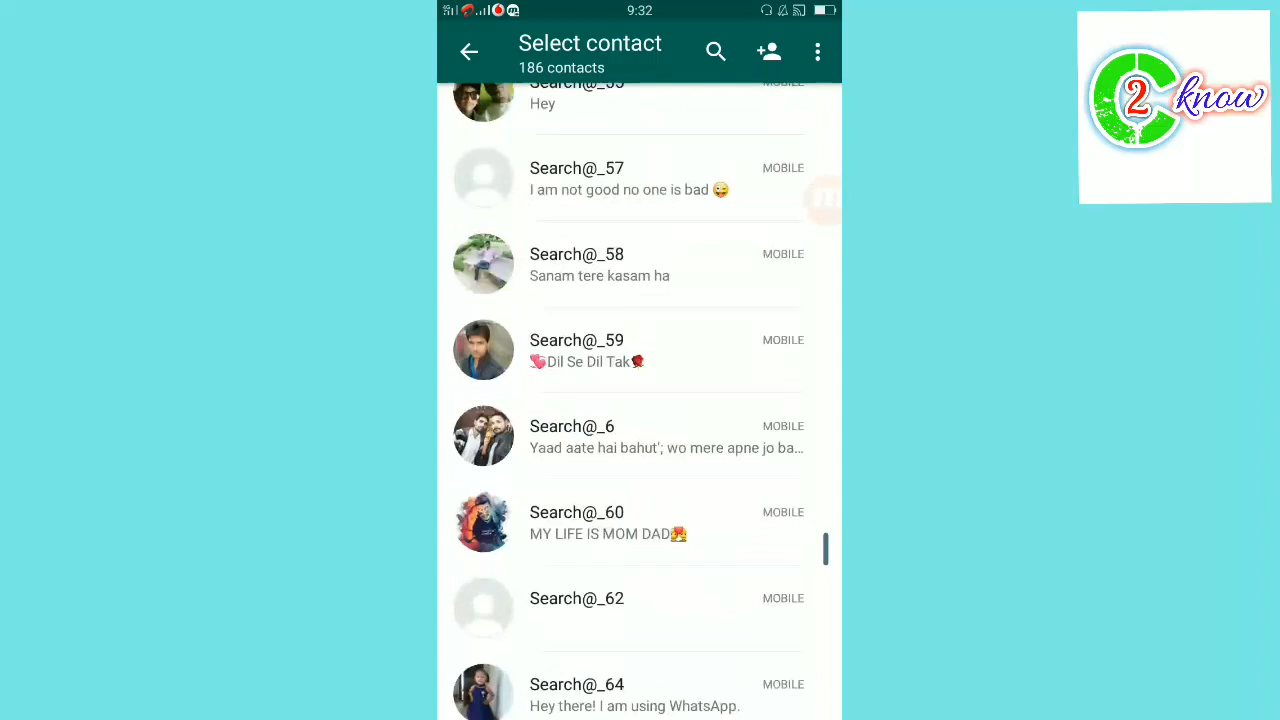 9:32
Select contact
186 contacts
Hey
Search@_57
MOBILE
I am not good no one is bad 😜
Search@_58
MOBILE
Sanam tere kasam ha
Search@_59
MOBILE
💘Dil Se Dil Tak🌹
Search@_6
MOBILE
Yaad aate hai bahut'; wo mere apne jo ba...
Search@_60
MOBILE
MY LIFE IS MOM DAD
Search@_62
MOBILE
Search@_64
MOBILE
Hey there! I am using WhatsApp.
C 2 know